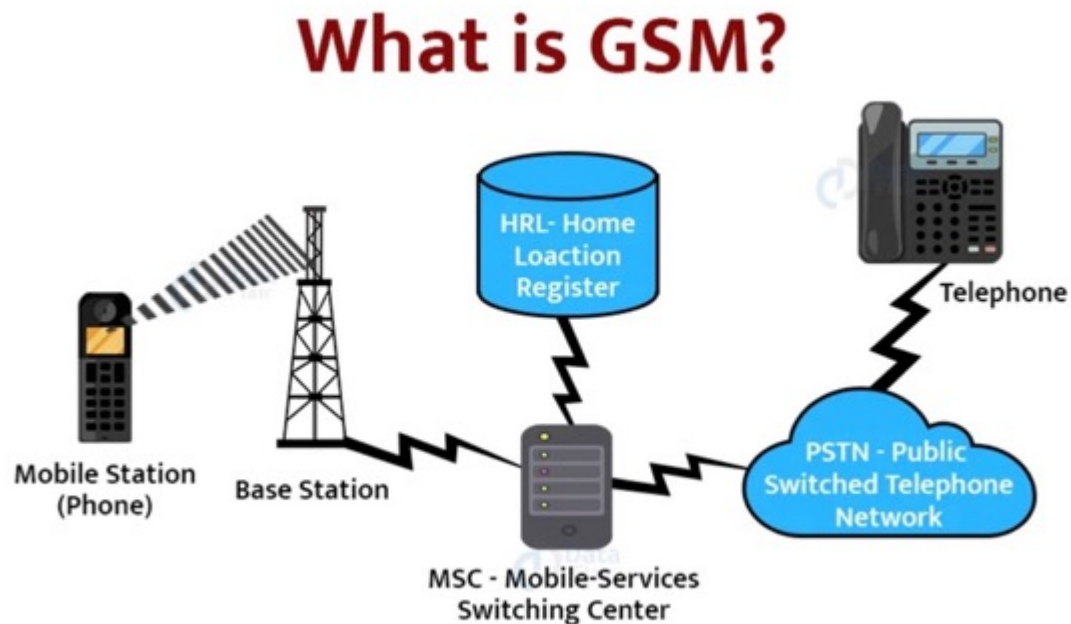 What is GSM?
HRL- Home
Loaction
Register
Telephone
Mobile Station
(Phone)
Base Station
PSTN - Public
Switched Telephone
Network
MSC - Mobile-Services
Switching Center
Data